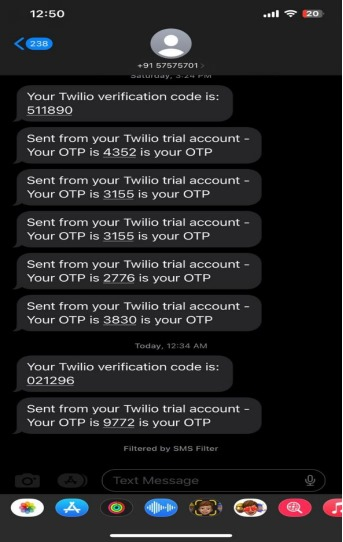 12:50
20
238
+91 57575701
Saturday, 3:24 PM
Your Twilio verification code is:
511890
Sent from your Twilio trial account -
Your OTP is 4352 is your OTP
Sent from your Twilio trial account -
Your OTP is 3155 is your OTP
Sent from your Twilio trial account -
Your OTP is 3155 is your OTP
Sent from your Twilio trial account -
Your OTP is 2776 is your OTP
Sent from your Twilio trial account -
Your OTP is 3830 is your OTP
Today, 12:34 AM
Your Twilio verification code is:
021296
Sent from your Twilio trial account -
Your OTP is 9772 is your OTP
Filtered by SMS Filter
Text Message